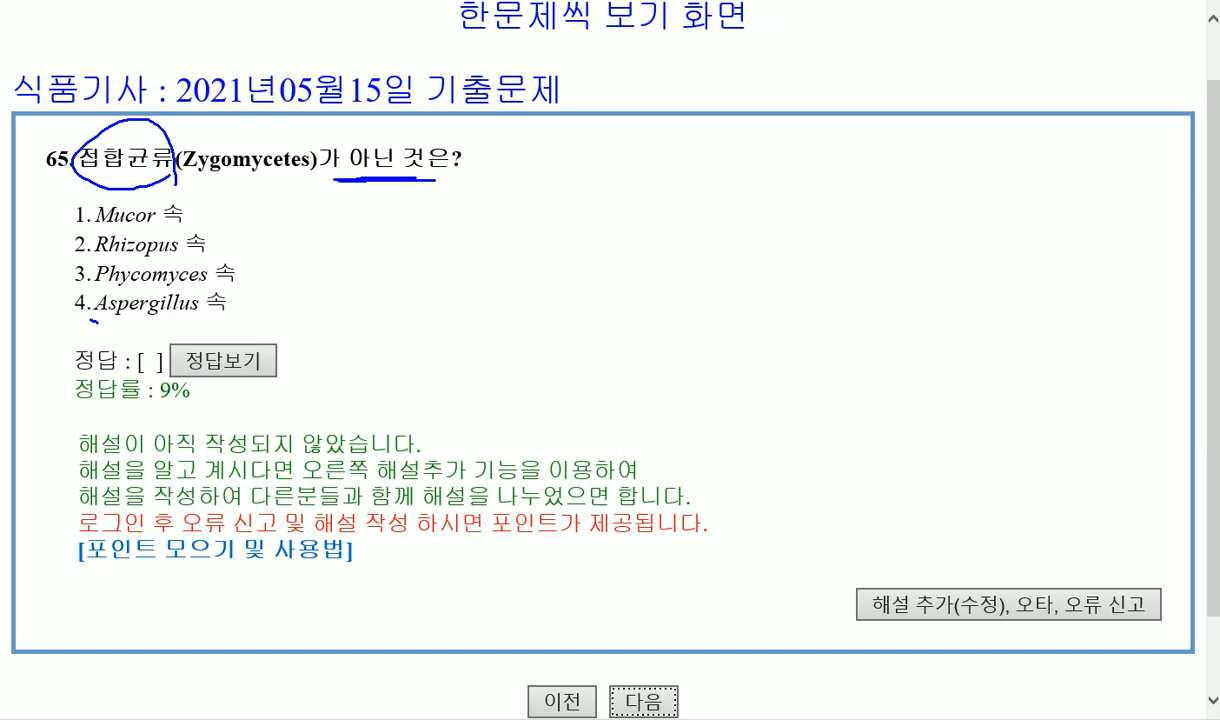 한문제씩 보기 화면
식품기사 : 2021년05월15일 기출문제
65. 접합균류(Zygomycetes)가 아닌 것은?
1. Mucor 속
2. Rhizopus 속
3. Phycomyces 속
4. Aspergillus 속
정답 : [ ] 정답보기
정답률 : 9%
해설이 아직 작성되지 않았습니다.
해설을 알고 계시다면 오른쪽 해설추가 기능을 이용하여
해설을 작성하여 다른분들과 함께 해설을 나누었으면 합니다.
로그인 후 오류 신고 및 해설 작성 하시면 포인트가 제공됩니다.
[포인트 모으기 및 사용법]
해설 추가(수정), 오타, 오류 신고
이전 다음